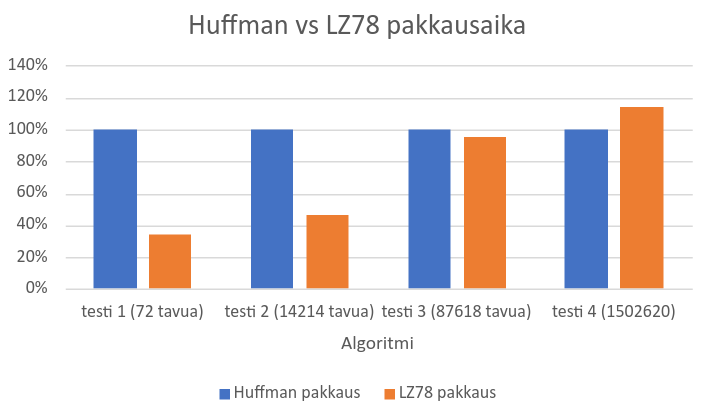 Huffman vs LZ78 pakkausaika
140%
120%
100%
80%
60%
40%
20%
0%
testi 1 (72 tavua) testi 2 (14214 tavua) testi 3 (87618 tavua) testi 4 (1502620)
Algoritmi
Huffman pakkaus LZ78 pakkaus